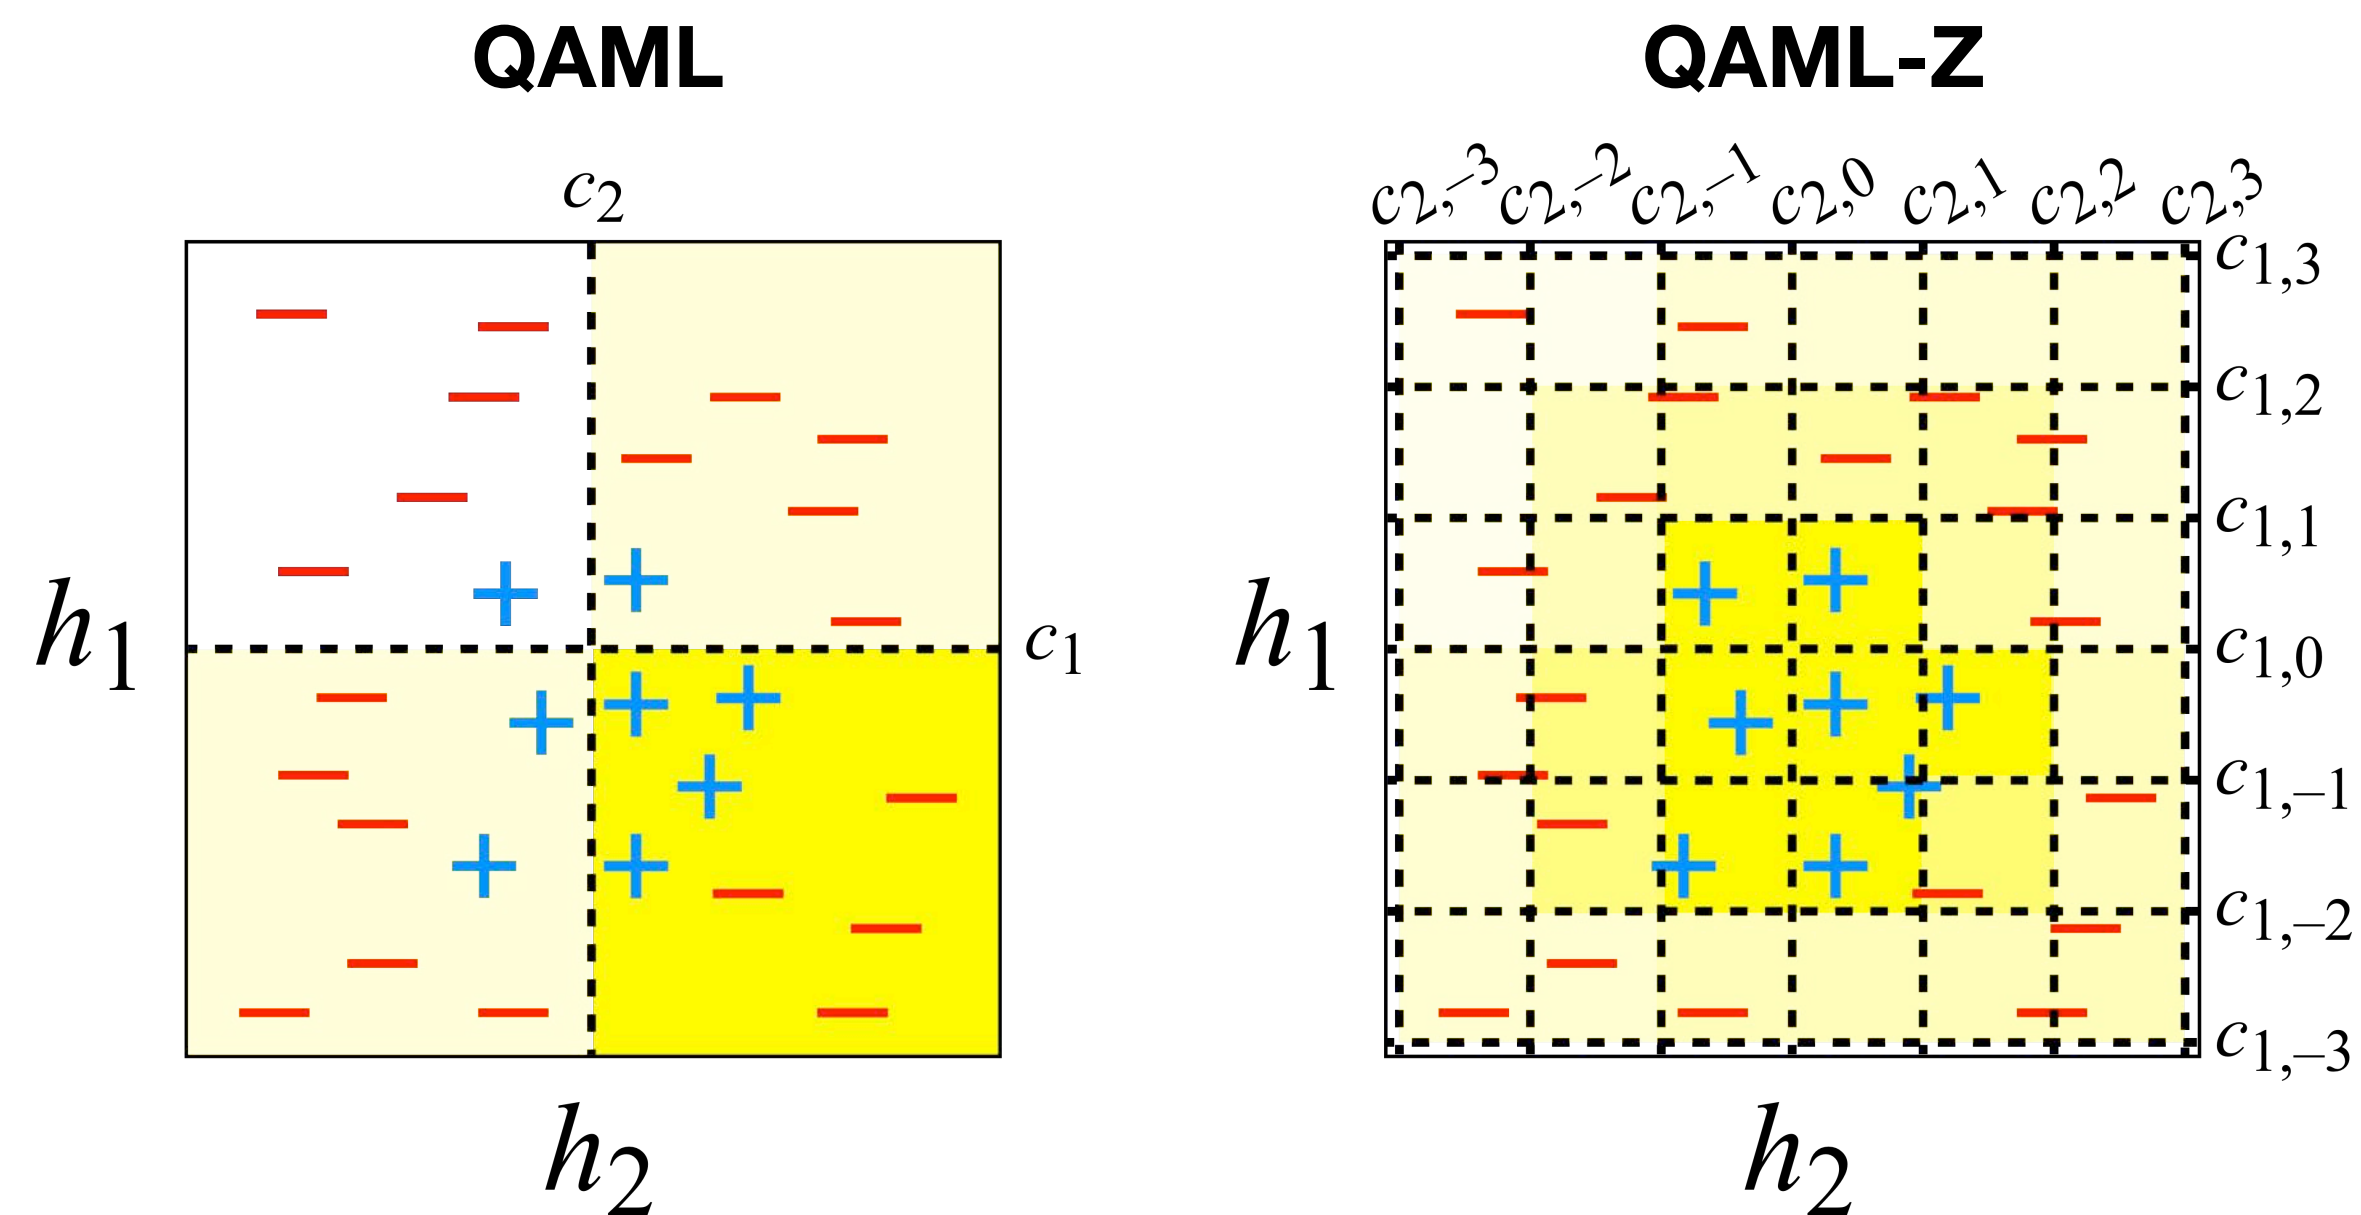 QAML
c2
h1
c1
h2
QAML-Z
c2,−3 c2,−2 c2,−1 c2,0 c2,1 c2,2 c2,3
c1,3
c1,2
c1,1
h1
c1,0
c1,−1
c1,−2
c1,−3
h2